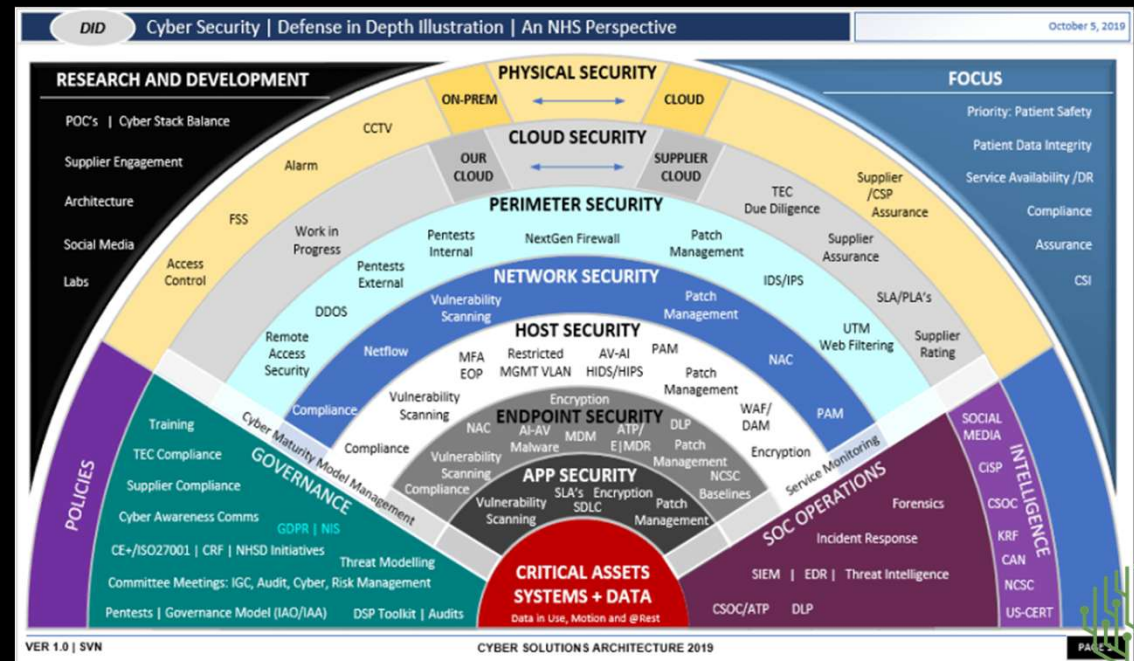 DID
Cyber Security | Defense in Depth Illustration | An NHS Perspective
October 5, 2019
RESEARCH AND DEVELOPMENT
POC's | Cyber Stack Balance
Supplier Engagement
Architecture
Social Media
Labs
FOCUS
Priority: Patient Safety
Patient Data Integrity
Service Availability /DR
Compliance
Assurance
CSI
PHYSICAL SECURITY
ON-PREM
CLOUD
CCTV
Alarm
FSS
Access
Control
Supplier
/CSP
Assurance
CLOUD SECURITY
OUR
CLOUD
SUPPLIER
CLOUD
Work in
Progress
TEC
Due Diligence
Supplier
Assurance
SLA/PLA's
Supplier
Rating
PERIMETER SECURITY
Pentests
Internal
NextGen Firewall
Patch
Management
Pentests
External
IDS/IPS
DDOS
UTM
Web Filtering
Remote
Access
Security
NETWORK SECURITY
Vulnerability
Scanning
Patch
Management
Netflow
NAC
Compliance
PAM
HOST SECURITY
MFA
EOP
Restricted
MGMT VLAN
AV-AI
HIDS/HIPS
PAM
Patch
Management
Vulnerability
Scanning
WAF/
DAM
Compliance
Encryption
Encryption
ENDPOINT SECURITY
NAC
AI-AV
Malware
MDM
ATP/
E|MDR
DLP
Patch
Management
Vulnerability
Scanning
NCSC
Baselines
Compliance
APP SECURITY
SLA's
Encryption
SDLC
Vulnerability
Scanning
Patch
Management
CRITICAL ASSETS
SYSTEMS + DATA
Data in Use, Motion and @Rest
Cyber Maturity Model Management
Service Monitoring
POLICIES
GOVERNANCE
Training
TEC Compliance
Supplier Compliance
Cyber Awareness Comms
GDPR | NIS
CE+/ISO27001 | CRF | NHSD Initiatives
Threat Modelling
Committee Meetings: IGC, Audit, Cyber, Risk Management
Pentests | Governance Model (IAO/IAA)
DSP Toolkit | Audits
SOC OPERATIONS
Forensics
Incident Response
SIEM | EDR | Threat Intelligence
CSOC/ATP
DLP
INTELLIGENCE
SOCIAL
MEDIA
CiSP
CSOC
KRF
CAN
NCSC
US-CERT
VER 1.0 | SVN
CYBER SOLUTIONS ARCHITECTURE 2019